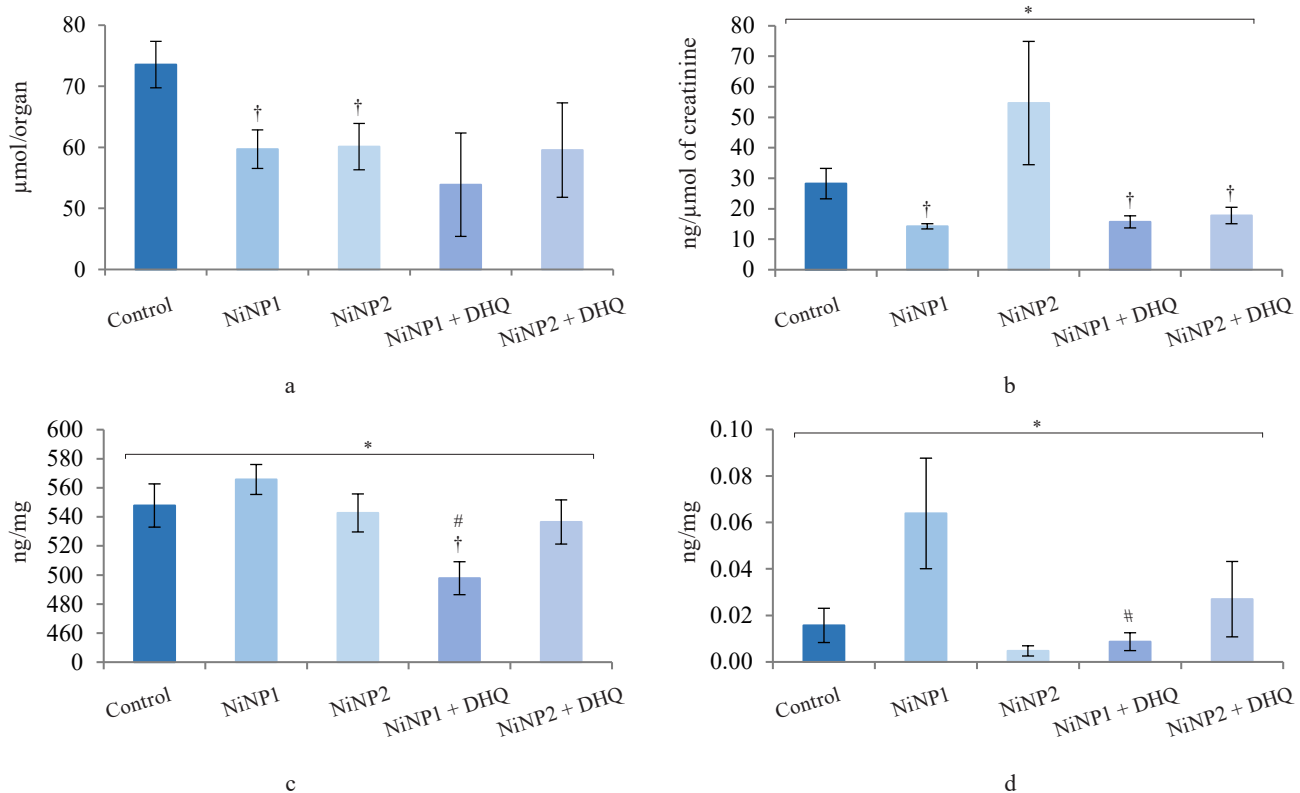 80
70
60
50
0
µmol/organ
†
†
Control
NiNP1
NiNP2
NiNP1 + DHQ
NiNP2 + DHQ
a
*
80
70
60
50
40
30
20
10
0
ng/µmol of creatinine
†
†
†
Control
NiNP1
NiNP2
NiNP1 + DHQ
NiNP2 + DHQ
b
600
580
560
540
520
500
480
460
0
ng/mg
*
#
†
Control
NiNP1
NiNP2
NiNP1 + DHQ
NiNP2 + DHQ
c
0.10
0.08
0.06
0.04
0.02
0.00
ng/mg
*
#
Control
NiNP1
NiNP2
NiNP1 + DHQ
NiNP2 + DHQ
d